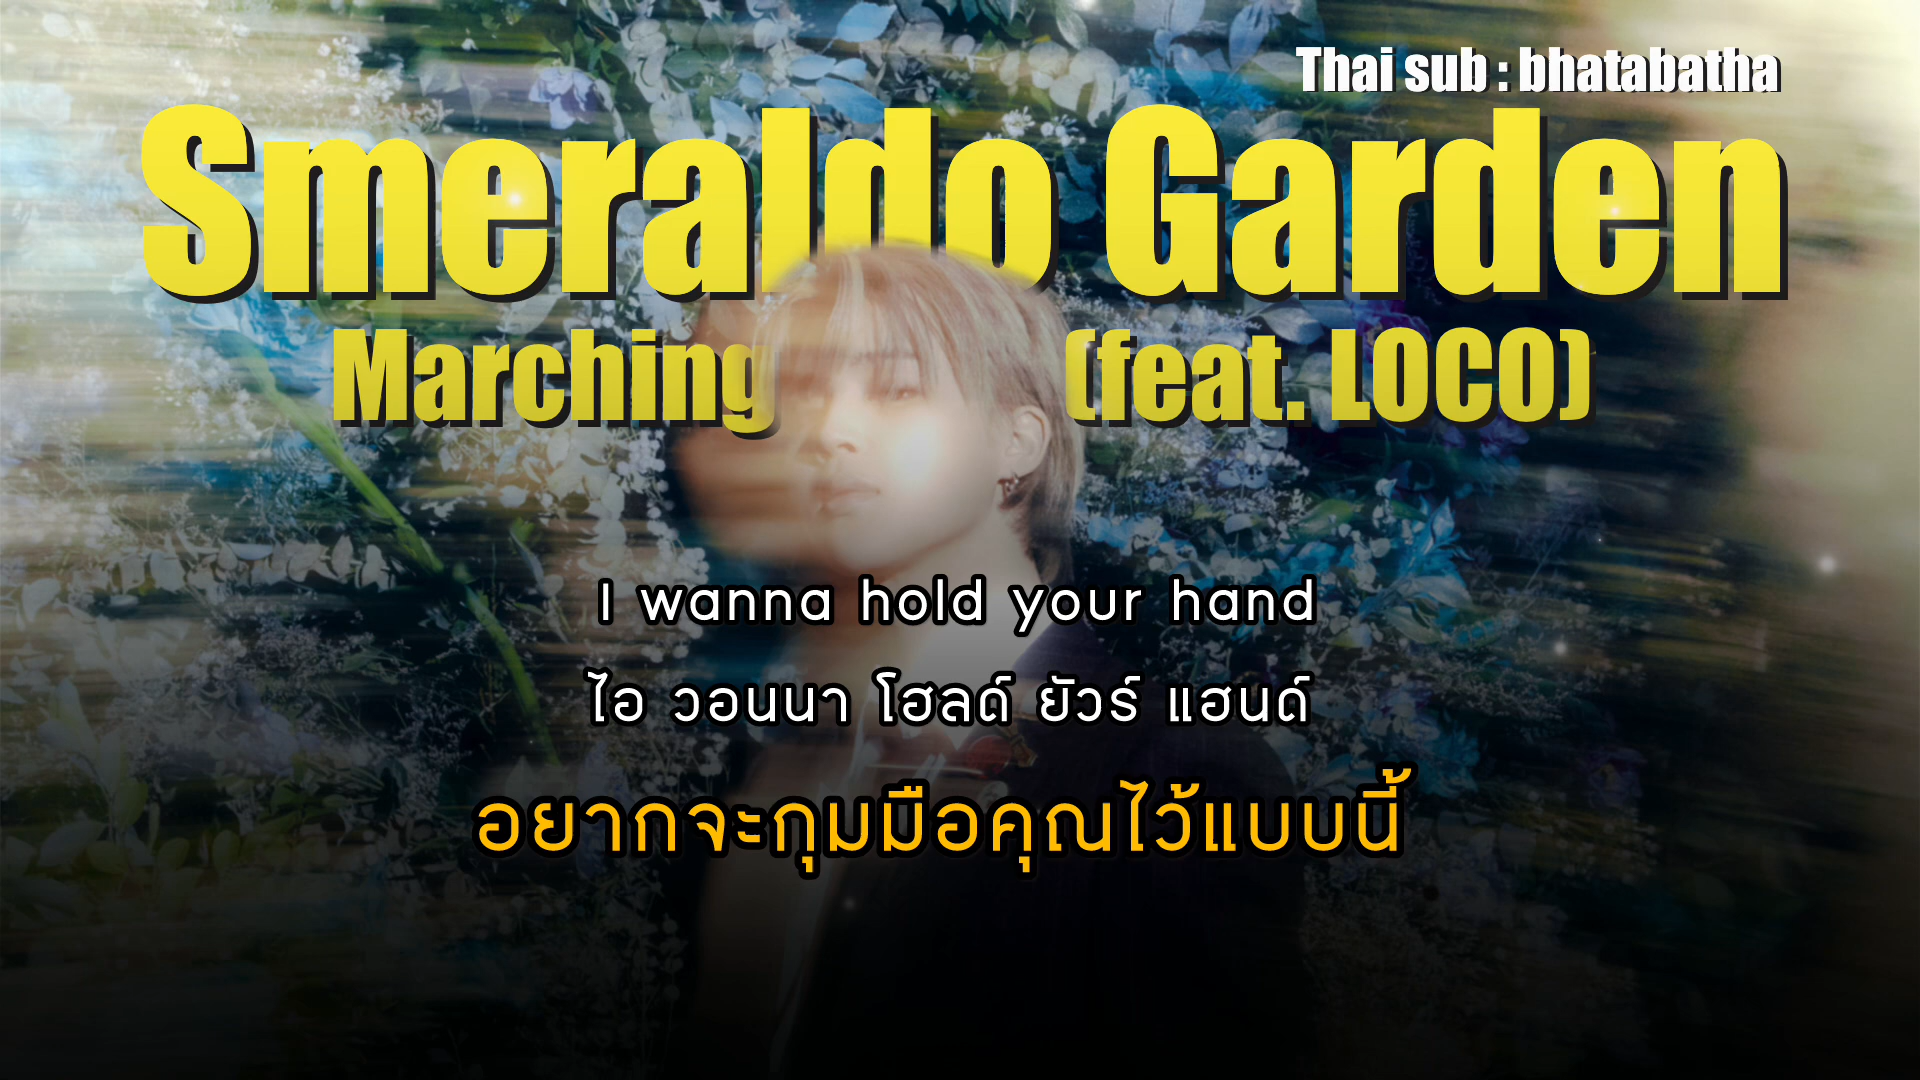 Thai sub : bhatabatha
Smeraldo Garden
Marching (feat. LOCO)
I wanna hold your hand
ไอ วอนนา โฮลด์ ยัวร์ แฮนด์
อยากจะกุมมือคุณไว้แบบนี้